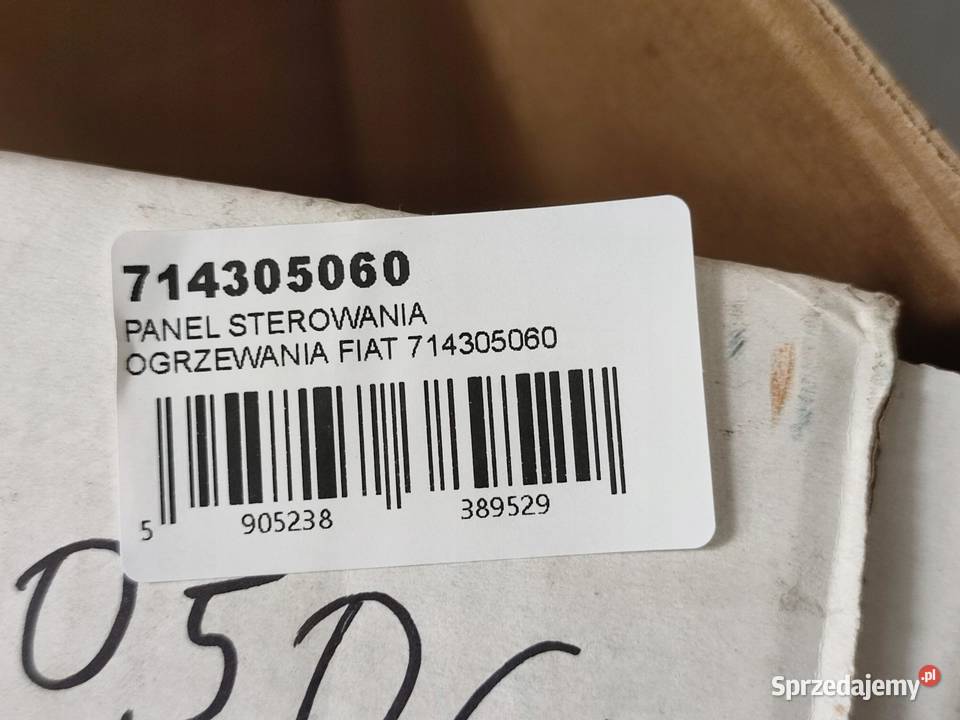 714305060
PANEL STEROWANIA
OGRZEWANIA FIAT 714305060
5 905238 389529
Sprzedajemy.pl